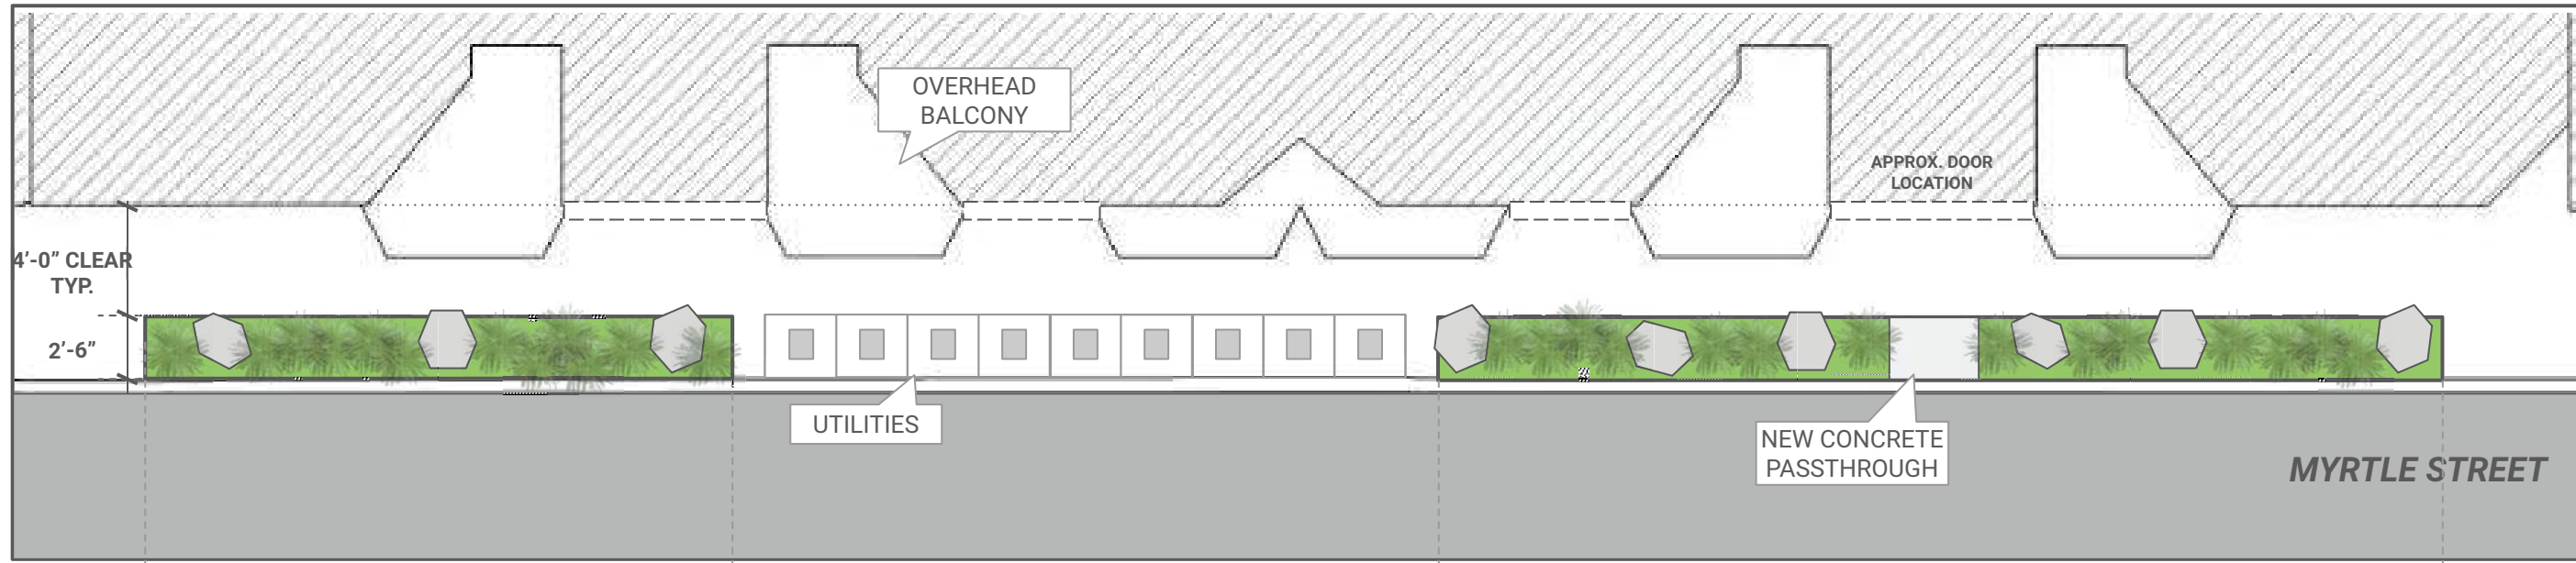 OVERHEAD
BALCONY
APPROX. DOOR
LOCATION
4’-0” CLEAR
TYP.
2’-6”
UTILITIES
NEW CONCRETE
PASSTHROUGH
MYRTLE STREET